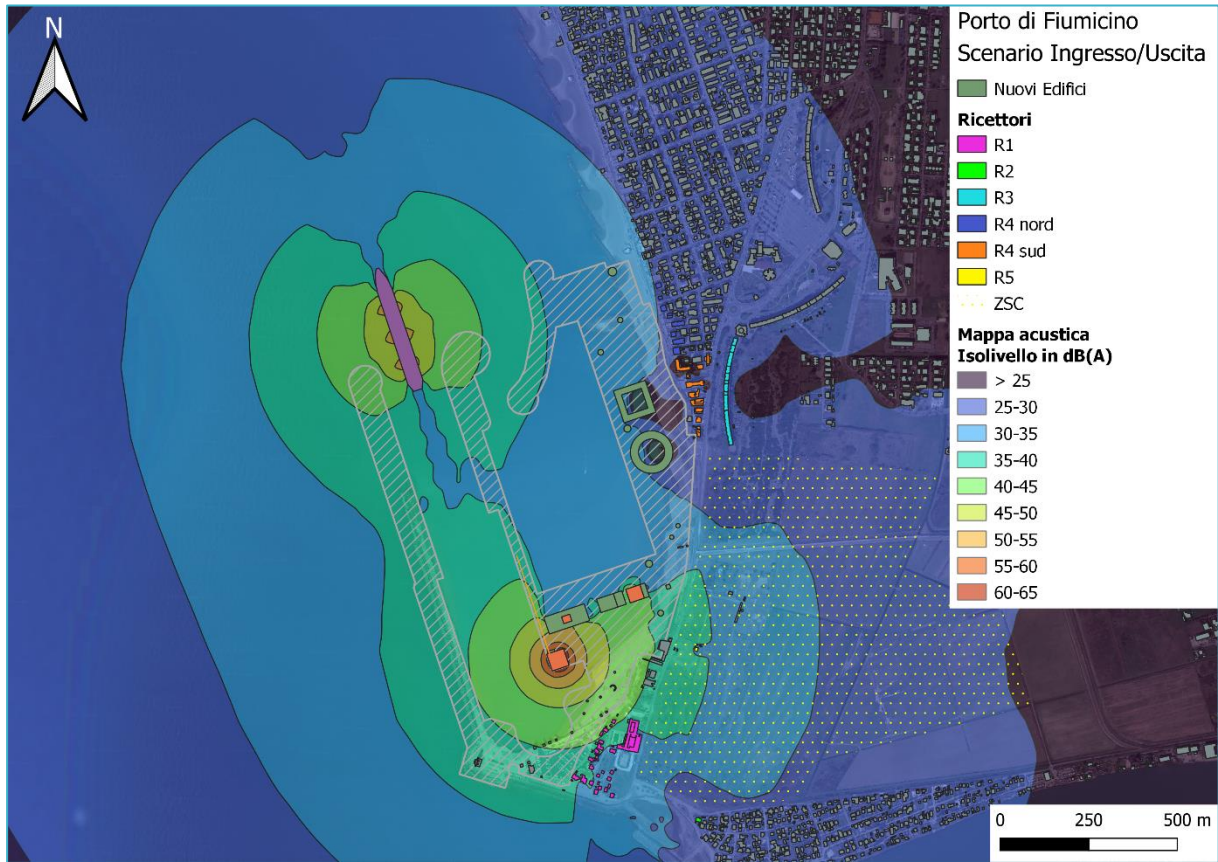 N
Porto di Fiumicino
Scenario Ingresso/Uscita
Nuovi Edifici
Ricettori
R1
R2
R3
R4 nord
R4 sud
R5
ZSC
Mappa acustica
Isolivello in dB(A)
> 25
25-30
30-35
35-40
40-45
45-50
50-55
55-60
60-65
0 250 500 m